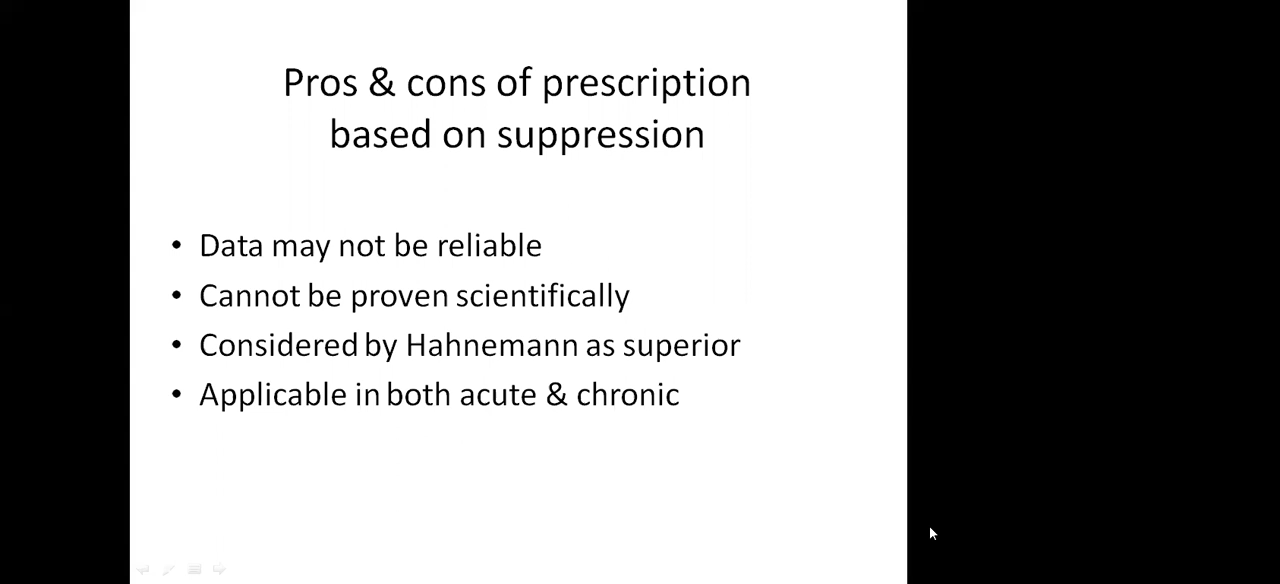 Pros & cons of prescription
based on suppression
• Data may not be reliable
• Cannot be proven scientifically
• Considered by Hahnemann as superior
• Applicable in both acute & chronic